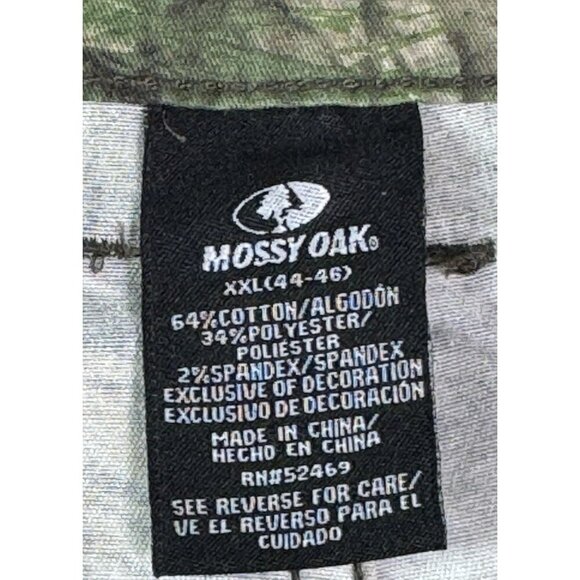 MOSSY OAK®
XXL(44-46)
64%COTTON/ALGODÓN
34%POLYESTER/
POLIÉSTER
2%SPANDEX/SPANDEX
EXCLUSIVE OF DECORATION
EXCLUSIVO DE DECORACIÓN
MADE IN CHINA/
HECHO EN CHINA
RN#52469
SEE REVERSE FOR CARE/
VE EL REVERSO PARA EL
CUIDADO